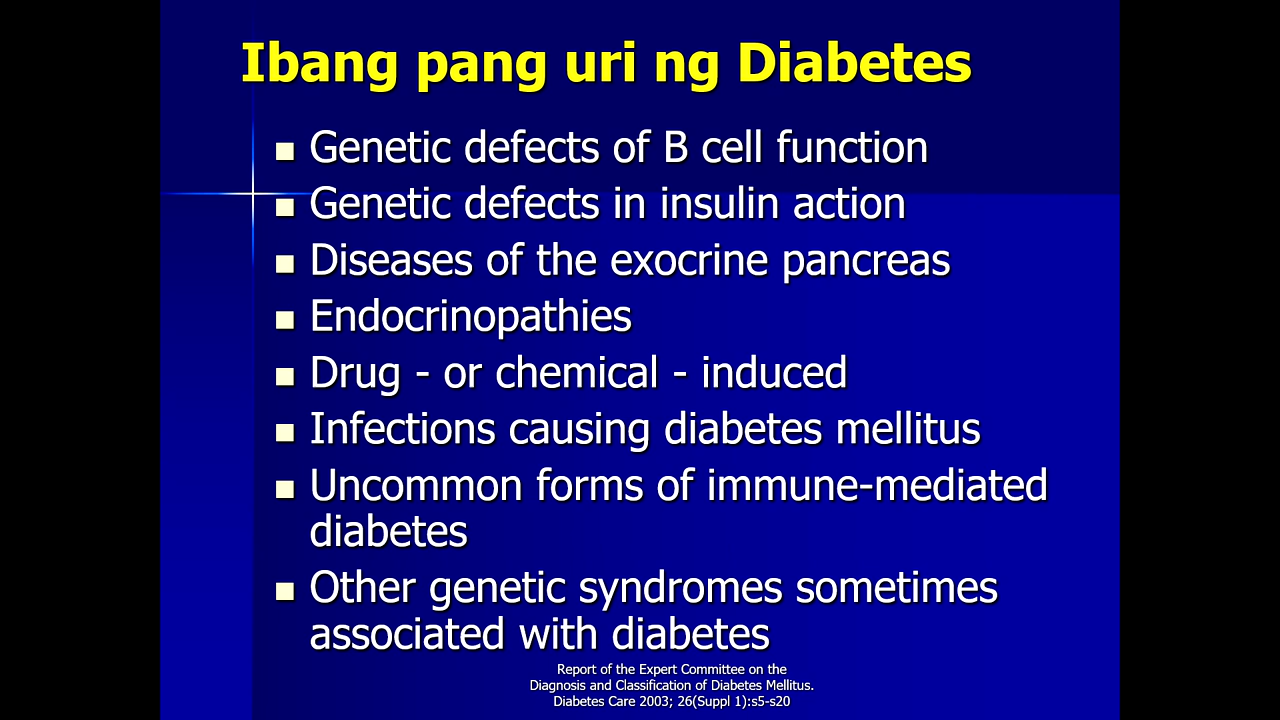 Ibang pang uri ng Diabetes
Genetic defects of B cell function
Genetic defects in insulin action
Diseases of the exocrine pancreas
Endocrinopathies
Drug - or chemical - induced
Infections causing diabetes mellitus
Uncommon forms of immune-mediated
diabetes
Other genetic syndromes sometimes
associated with diabetes
Report of the Expert Committee on the
Diagnosis and Classification of Diabetes Mellitus.
Diabetes Care 2003; 26(Suppl 1):s5-s20